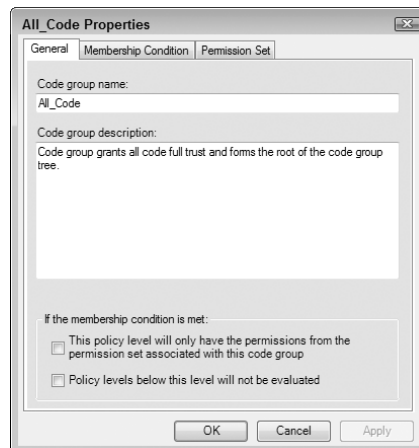 All_Code Properties
General
Membership Condition
Permission Set
Code group name:
All_Code
Code group description:
Code group grants all code full trust and forms the root of the code group
tree.
If the membership condition is met:
This policy level will only have the permissions from the
permission set associated with this code group
Policy levels below this level will not be evaluated
OK
Cancel
Apply